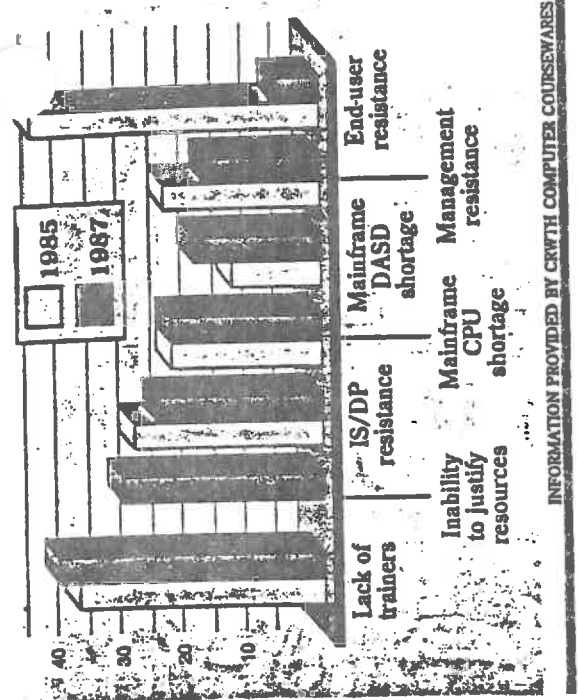 1985
1987
40
30
20
10
Lack of
trainers
Inability
to justify
resources
IS/DP
resistance
Mainframe
CPU
shortage
Mainframe
DASD
shortage
Management
resistance
End-user
resistance
INFORMATION PROVIDED BY CRWTH COMPUTER COURSEWARES